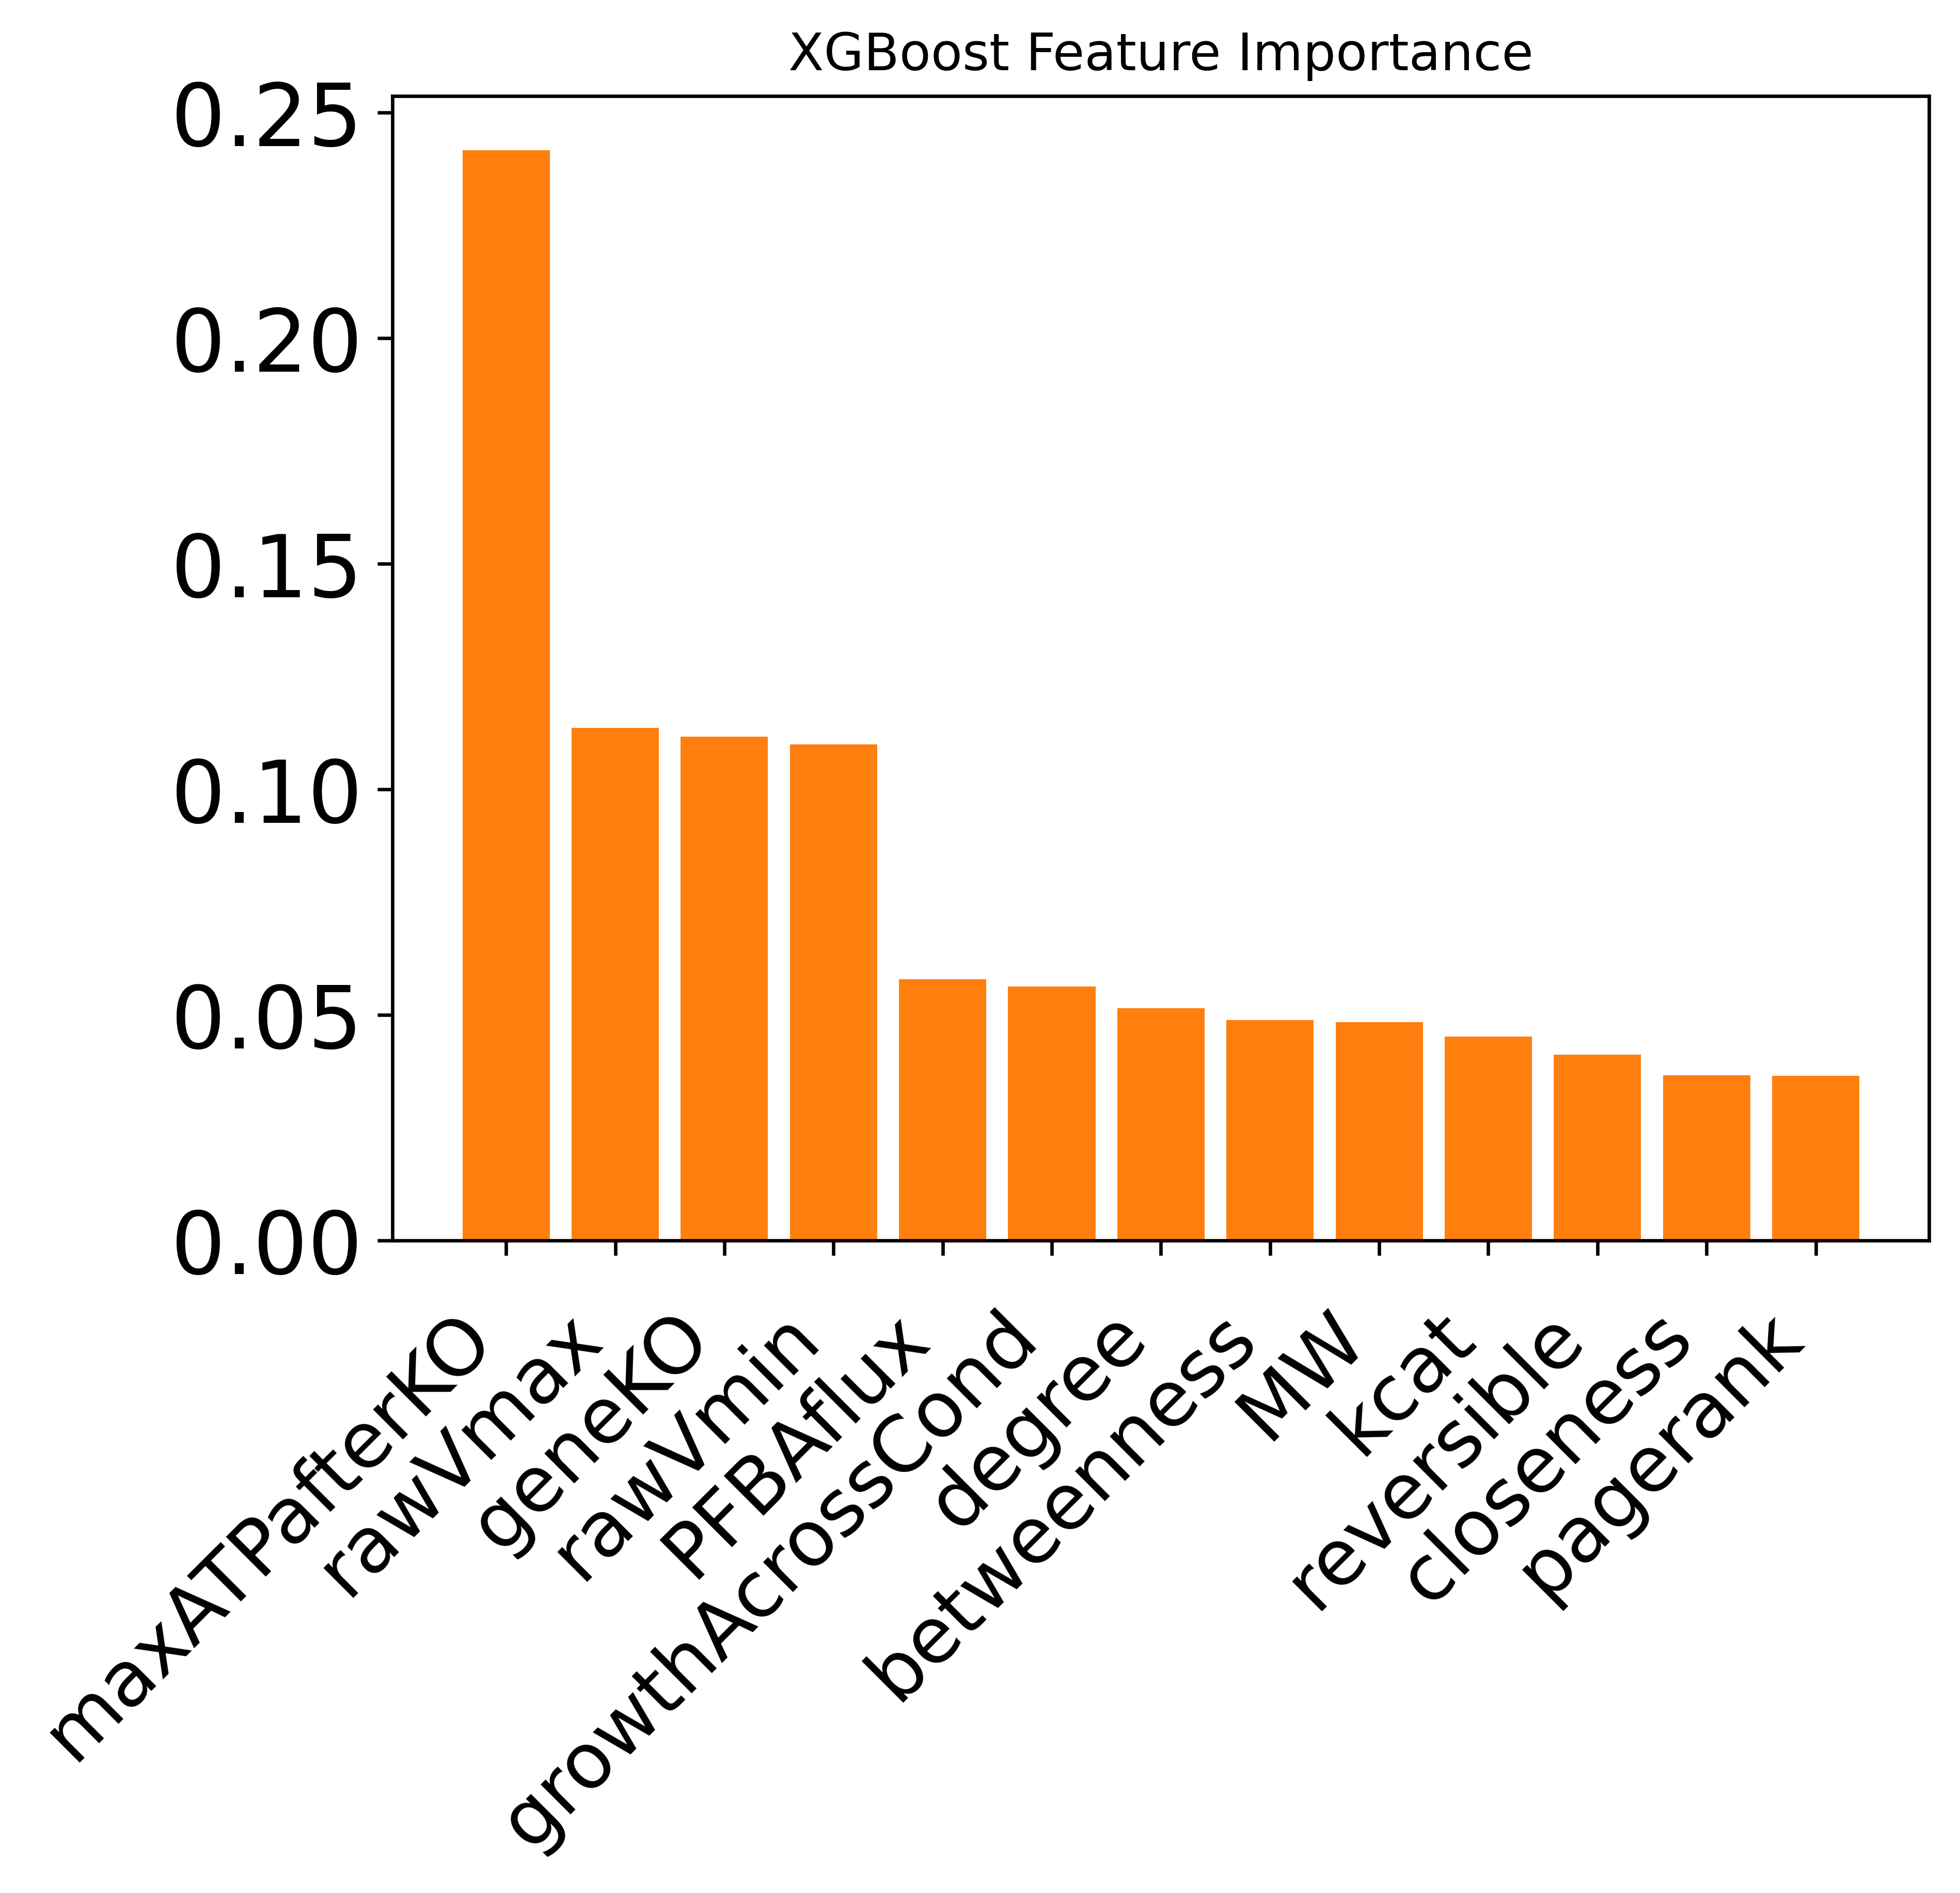 XGBoost Feature Importance
0.25
0.20
0.15
0.10
0.05
0.00
maxATPafterKO
rawVmax
geneKO
rawVmin
PFBAflux
growthAcrossCond
degree
betweenness
MW
kcat
reversible
closeness
pagernk